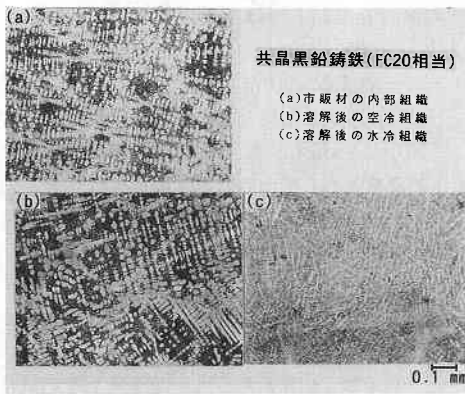 (a)
共晶黒鉛鋳鉄(FC20相当)
(a)市販材の内部組織
(b)溶解後の空冷組織
(c)溶解後の水冷組織
(b)
(c)
0.1 mm